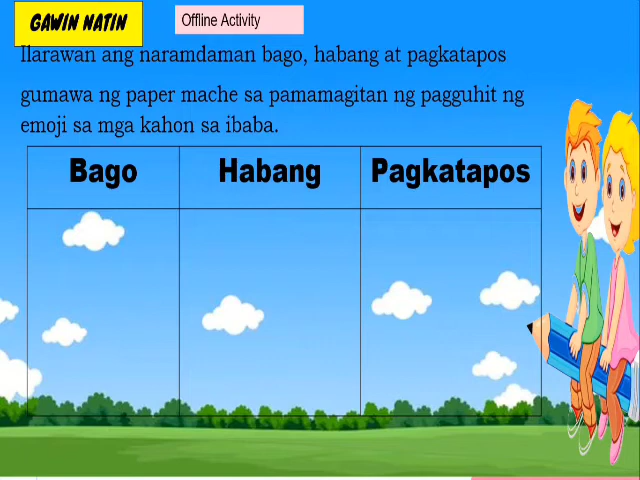 GAWIN NATIN
Offline Activity
Ilarawan ang naramdaman bago, habang at pagkatapos
gumawa ng paper mache sa pamamagitan ng pagguhit ng
emoji sa mga kahon sa ibaba.
Bago Habang Pagkatapos